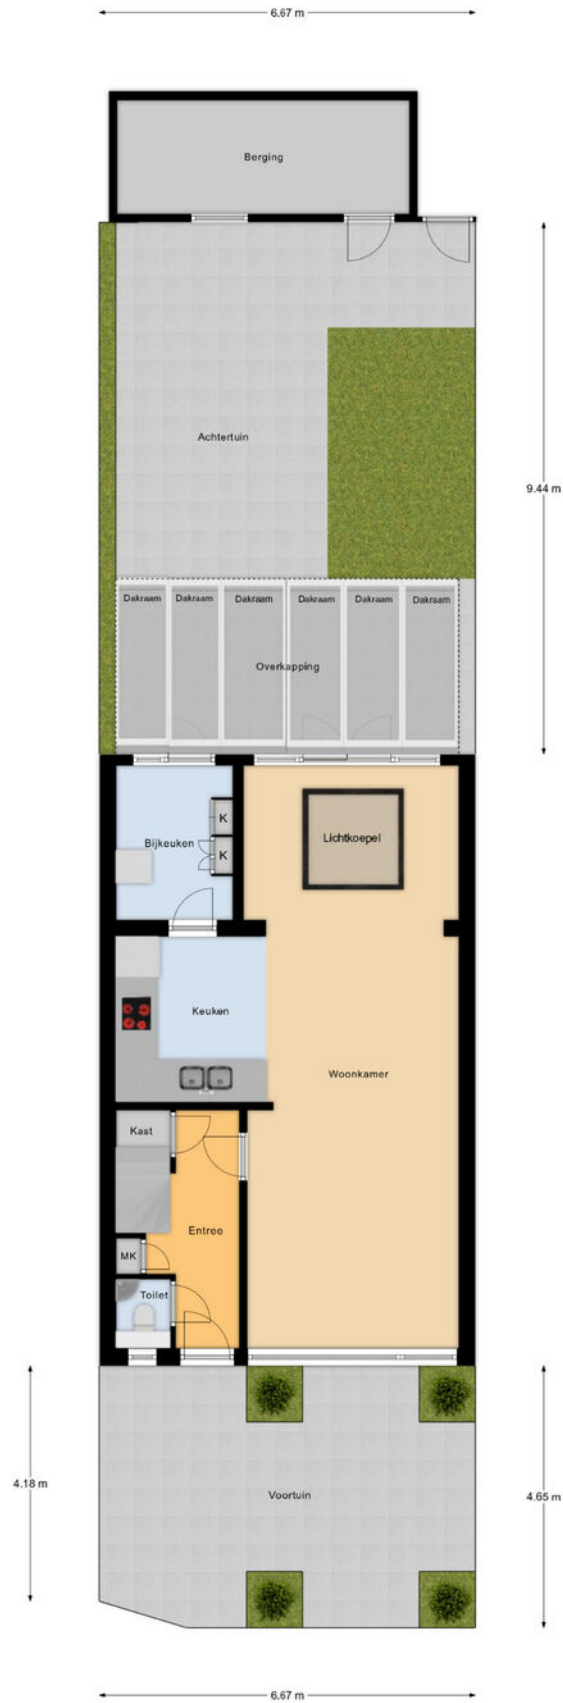 6.67 m
Berging
Achtertuin
9.44 m
Dakraam Dakraam Dakraam Dakraam Dakraam Dakraam
Overkapping
K
Bijkeuken
K
Lichtkoepel
Keuken
Woonkamer
Kast
Entree
MK
Toilet
4.18 m
Voortuin
4.65 m
6.67 m